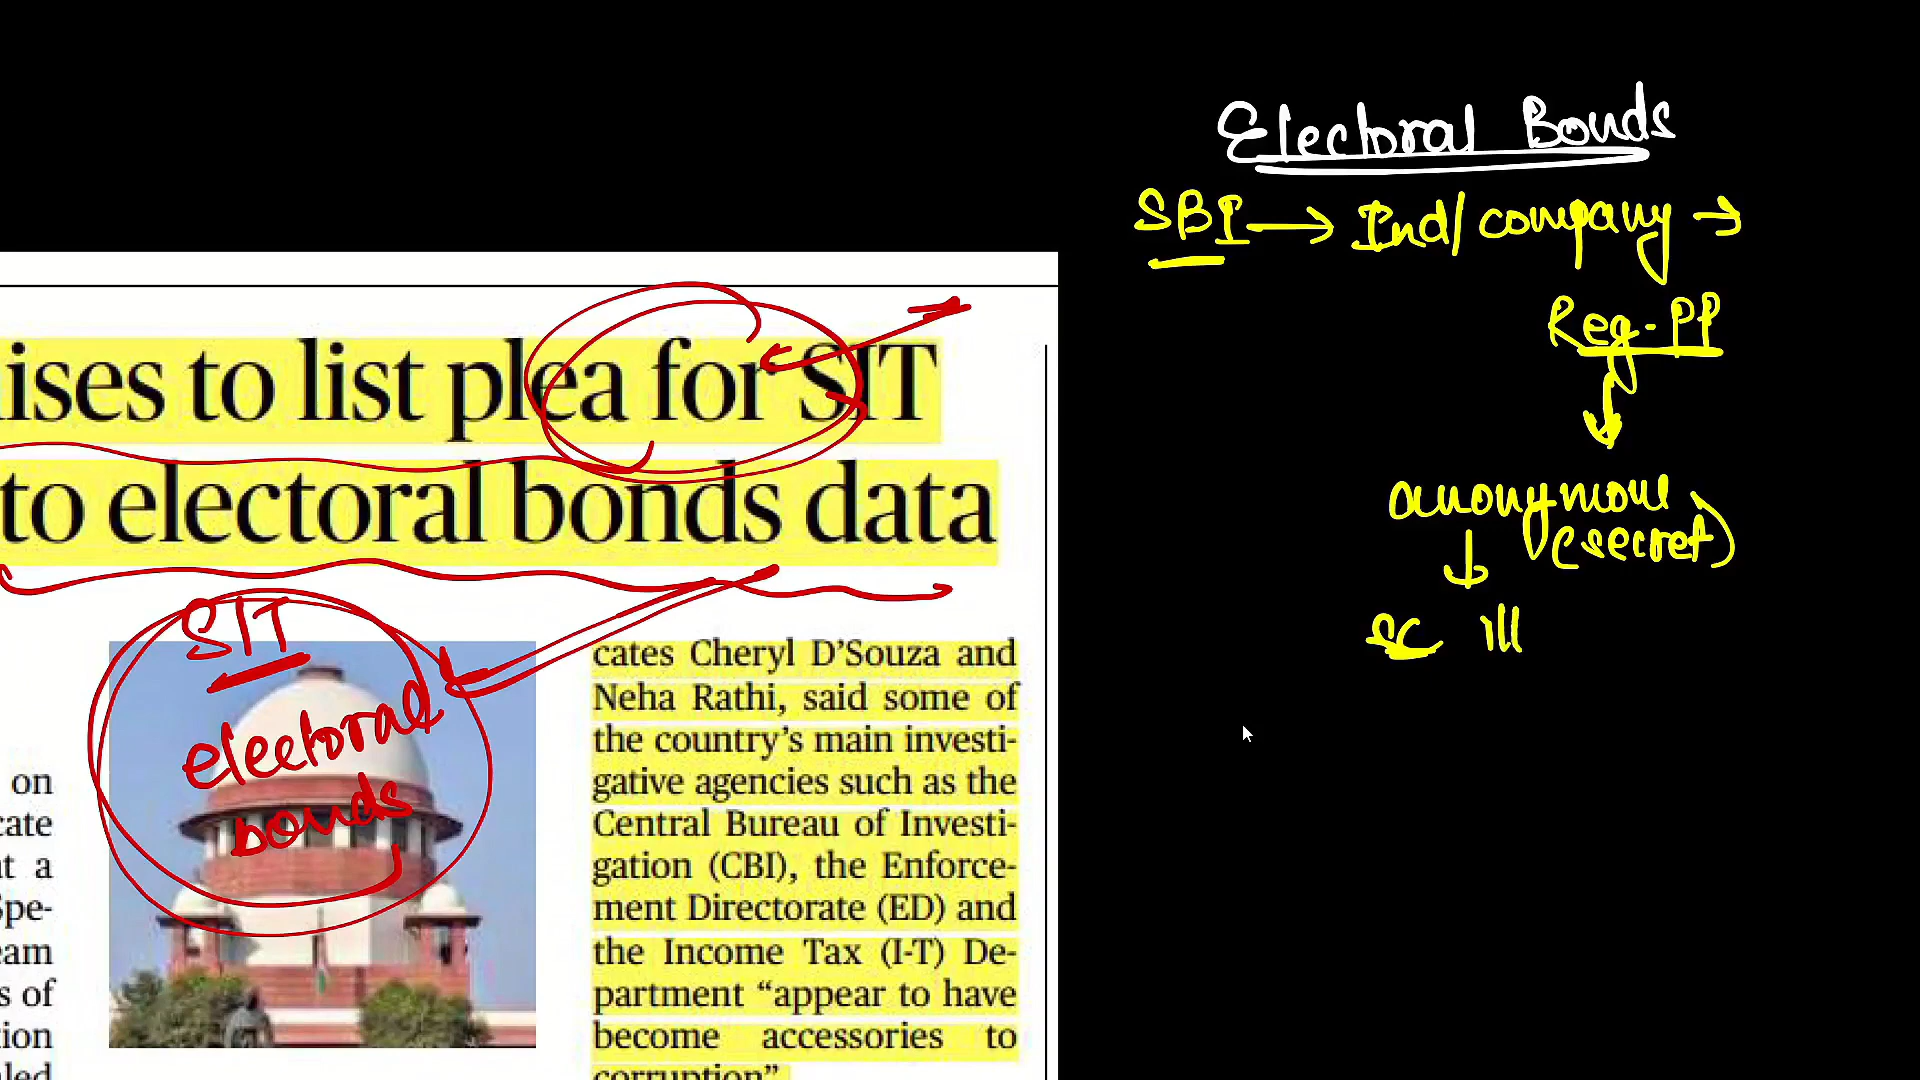 Electoral Bonds
SBI → Ind/company →
Reg-PP
anonymous
(secret)
SC
ises to list plea for SIT
to electoral bonds data
SIT
electoral
bonds
on
cate
t a
Spe-
eam
s of
tion
led
cates Cheryl D’Souza and
Neha Rathi, said some of
the country’s main investi-
gative agencies such as the
Central Bureau of Investi-
gation (CBI), the Enforce-
ment Directorate (ED) and
the Income Tax (I-T) De-
partment “appear to have
become accessories to
corruption”